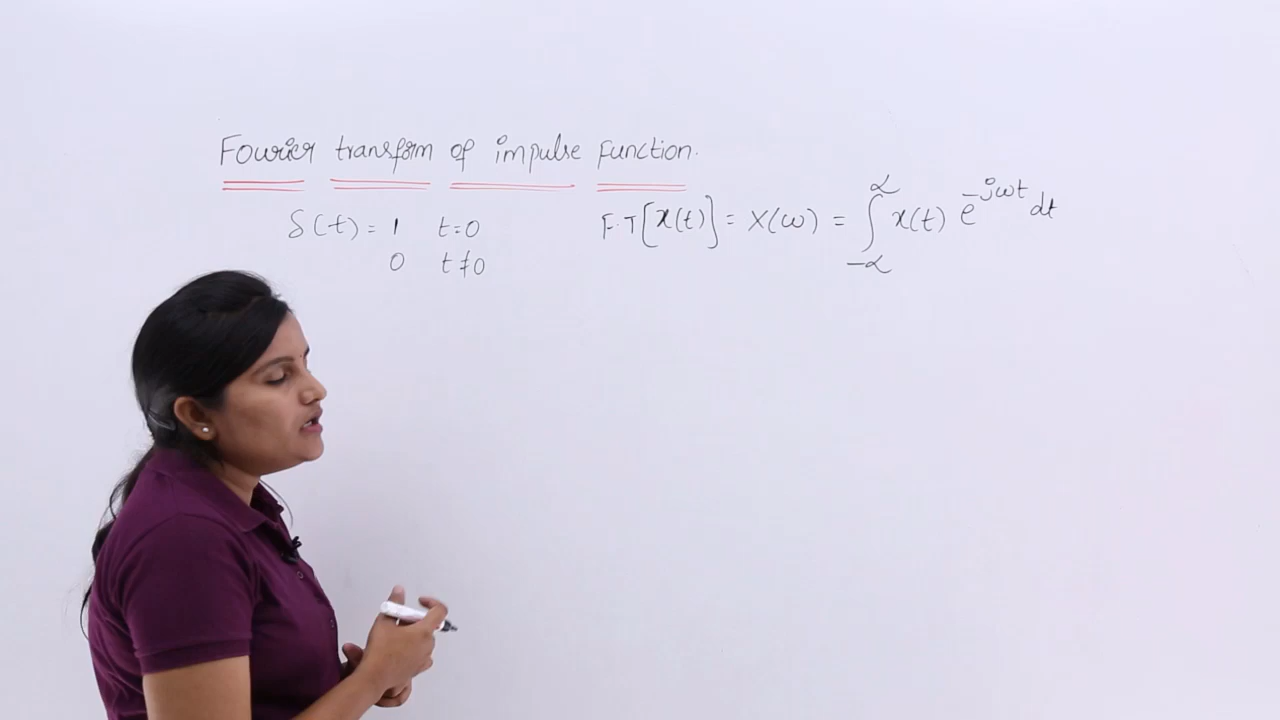 Fourier transform of impulse function.
δ(t) = 1 t=0
0 t≠0
F.T[x(t)] = X(ω) = ∫_{-∝}^{∝} x(t) e^{-jωt} dt